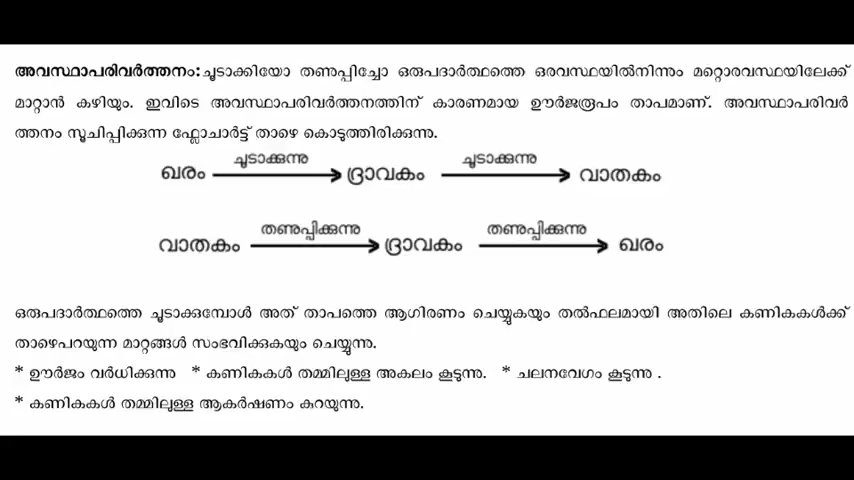 അവസ്ഥാപരിവർത്തനം:ചൂടാക്കിയോ തണുപ്പിച്ചോ ഒരുപദാർത്ഥത്തെ ഒരവസ്ഥയിൽനിന്നും മറ്റൊരവസ്ഥയിലേക്ക്
മാറ്റാൻ കഴിയും. ഇവിടെ അവസ്ഥാപരിവർത്തനത്തിന് കാരണമായ ഊർജരൂപം താപമാണ്. അവസ്ഥാപരിവർ
ത്തനം സൂചിപ്പിക്കുന്ന ഫ്ലോചാർട്ട് താഴെ കൊടുത്തിരിക്കുന്നു.
ചൂടാക്കുന്നു ചൂടാക്കുന്നു
ഖരം ദ്രാവകം വാതകം
തണുപ്പിക്കുന്നു തണുപ്പിക്കുന്നു
വാതകം ദ്രാവകം ഖരം
ഒരുപദാർത്ഥത്തെ ചൂടാക്കുമ്പോൾ അത് താപത്തെ ആഗിരണം ചെയ്യുകയും തൽഫലമായി അതിലെ കണികകൾക്ക്
താഴെപറയുന്ന മാറ്റങ്ങൾ സംഭവിക്കുകയും ചെയ്യുന്നു.
* ഊർജം വർധിക്കുന്നു * കണികകൾ തമ്മിലുള്ള അകലം കൂടുന്നു. * ചലനവേഗം കൂടുന്നു .
* കണികകൾ തമ്മിലുള്ള ആകർഷണം കുറയുന്നു.